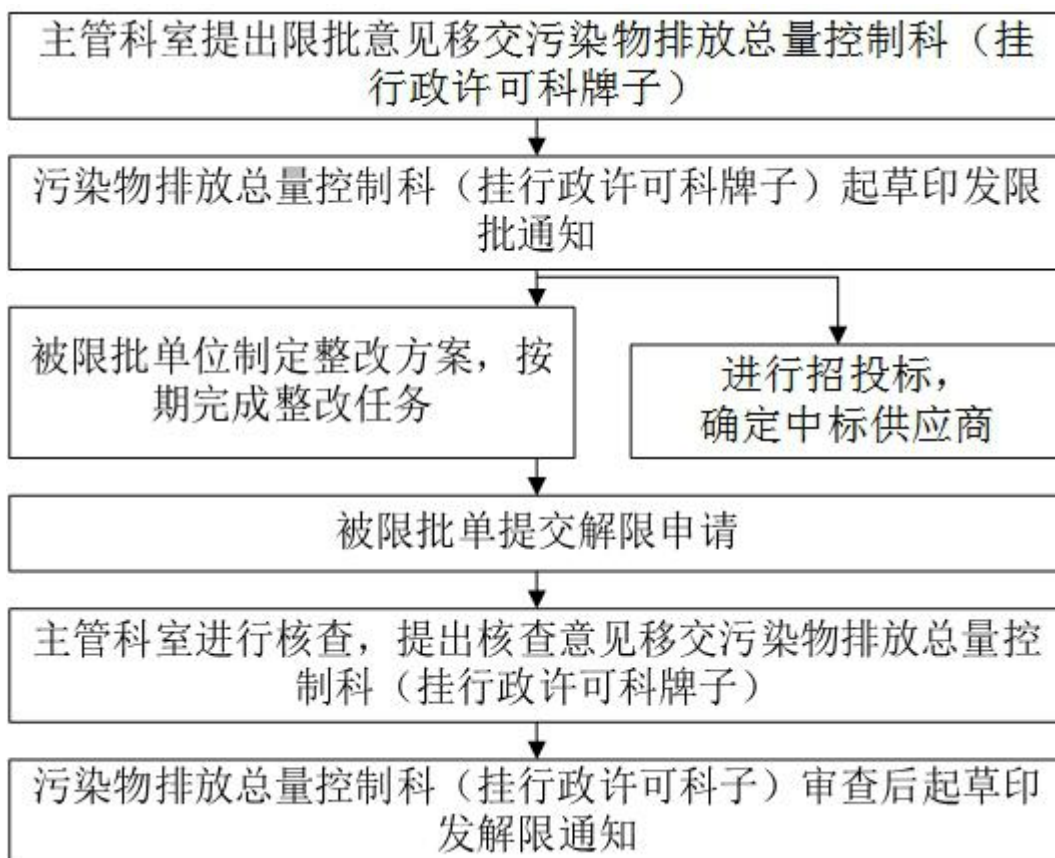 主管科室提出限批意见移交污染物排放总量控制科（挂
行政许可科牌子）
污染物排放总量控制科（挂行政许可科牌子）起草印发限
批通知
被限批单位制定整改方案，按
期完成整改任务
进行招投标，
确定中标供应商
被限批单提交解限申请
主管科室进行核查，提出核查意见移交污染物排放总量控
制科（挂行政许可科牌子）
污染物排放总量控制科（挂行政许可科子）审查后起草印
发解限通知